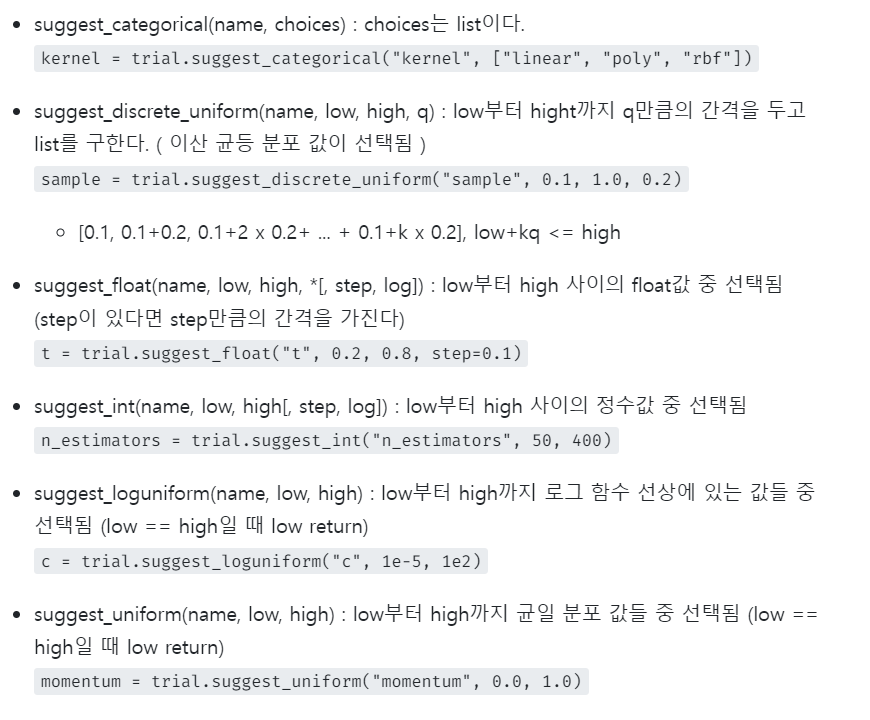 • suggest_categorical(name, choices) : choices는 list이다.
kernel = trial.suggest_categorical("kernel", ["linear", "poly", "rbf"])
• suggest_discrete_uniform(name, low, high, q) : low부터 hight까지 q만큼의 간격을 두고
list를 구한다. ( 이산 균등 분포 값이 선택됨 )
sample = trial.suggest_discrete_uniform("sample", 0.1, 1.0, 0.2)
◦ [0.1, 0.1+0.2, 0.1+2 x 0.2+ ... + 0.1+k x 0.2], low+kq <= high
• suggest_float(name, low, high, *[, step, log]) : low부터 high 사이의 float값 중 선택됨
(step이 있다면 step만큼의 간격을 가진다)
t = trial.suggest_float("t", 0.2, 0.8, step=0.1)
• suggest_int(name, low, high[, step, log]) : low부터 high 사이의 정수값 중 선택됨
n_estimators = trial.suggest_int("n_estimators", 50, 400)
• suggest_loguniform(name, low, high) : low부터 high까지 로그 함수 선상에 있는 값들 중
선택됨 (low == high일 때 low return)
c = trial.suggest_loguniform("c", 1e-5, 1e2)
• suggest_uniform(name, low, high) : low부터 high까지 균일 분포 값들 중 선택됨 (low ==
high일 때 low return)
momentum = trial.suggest_uniform("momentum", 0.0, 1.0)